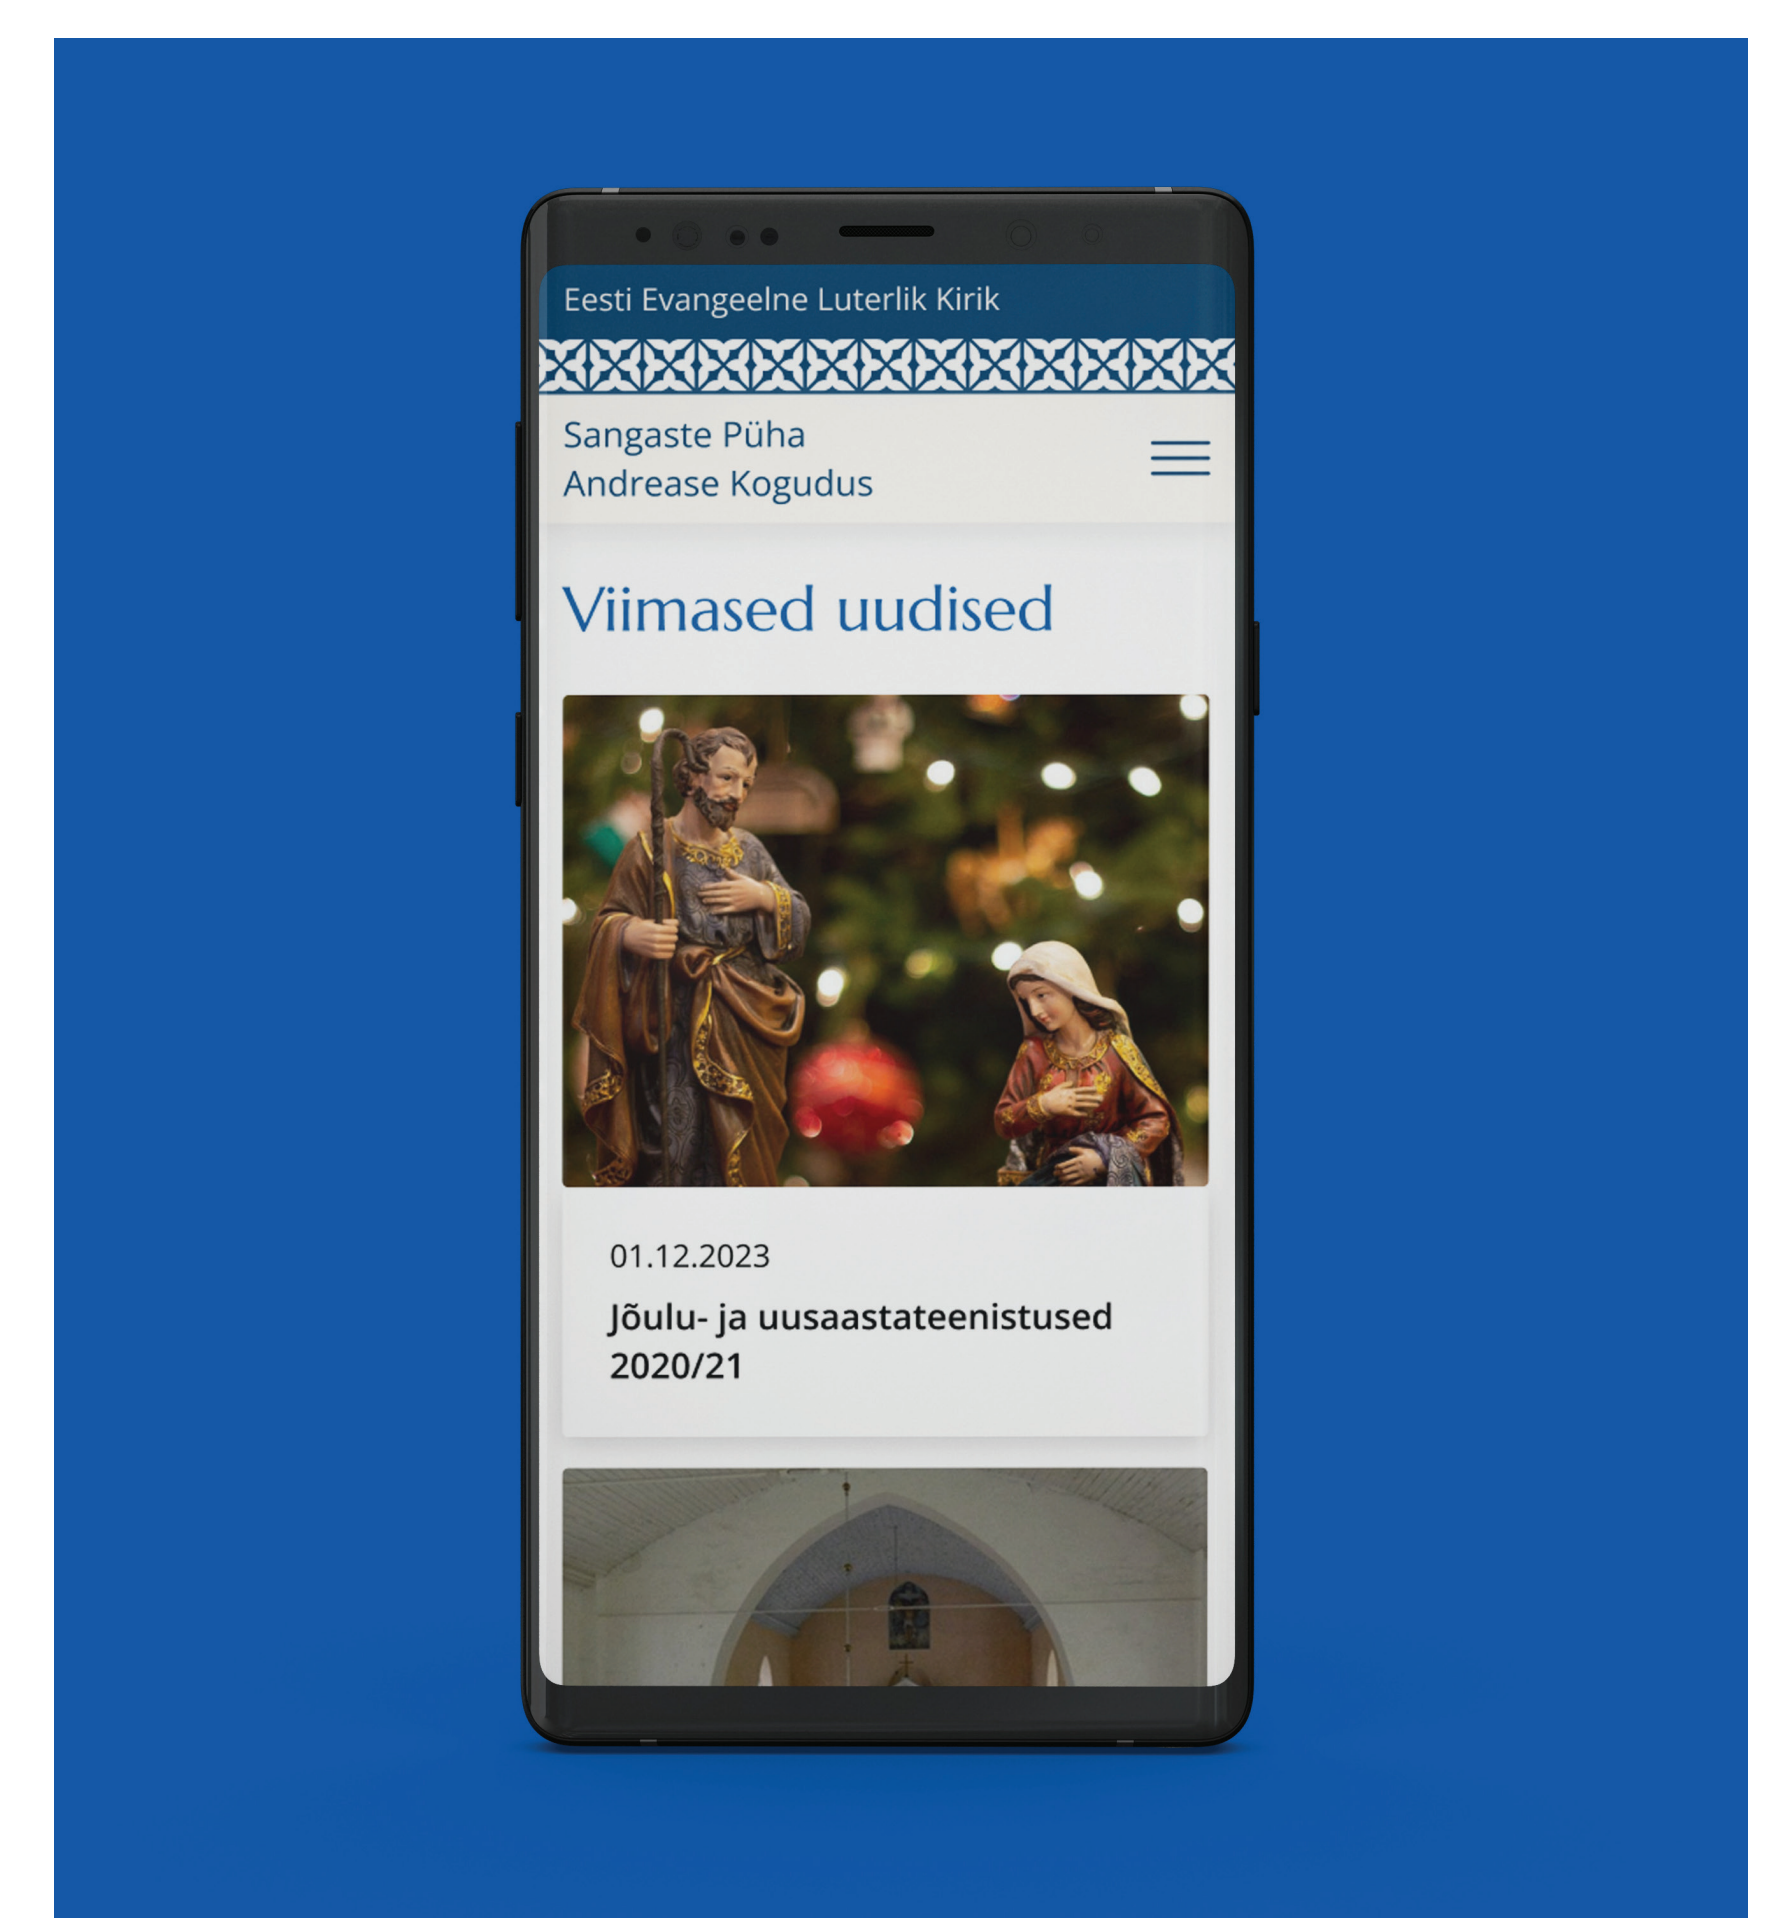 Eesti Evangeelne Luterlik Kirik
Sangaste Püha
Andrease Kogudus
Viimased uudised
01.12.2023
Jõulu- ja uusaastateenistused
2020/21